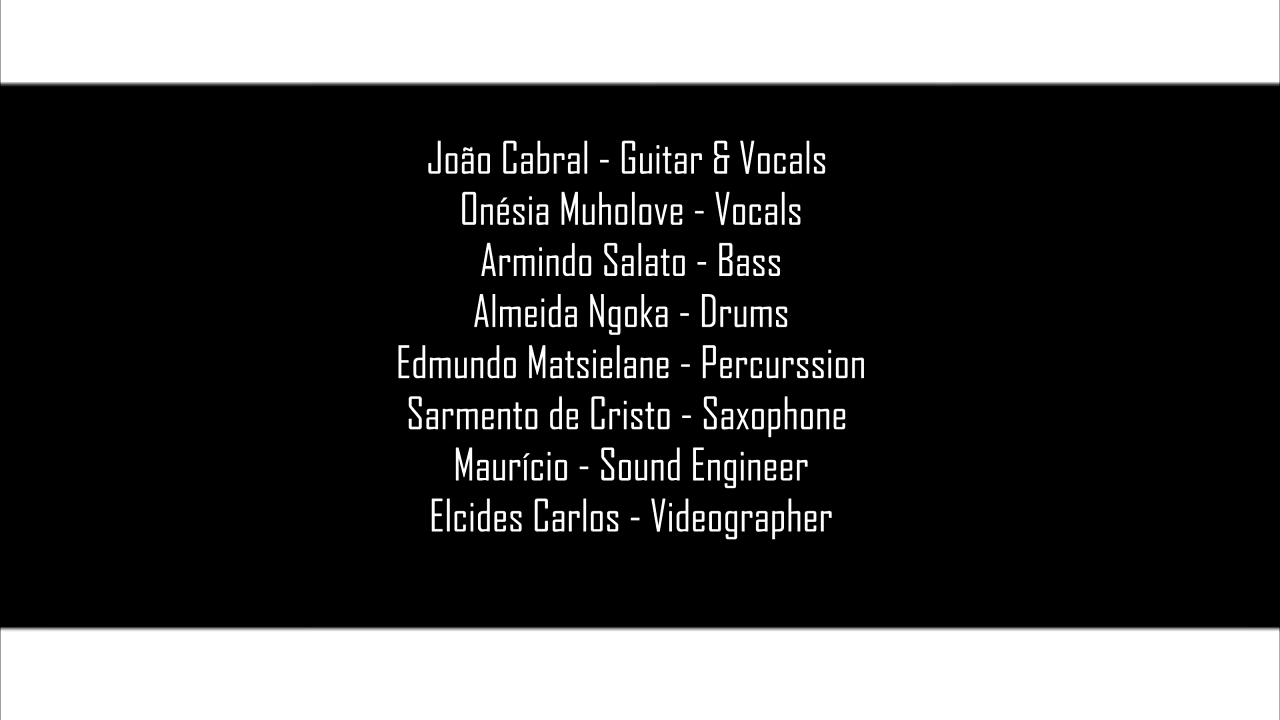 João Cabral - Guitar & Vocals
Onésia Muholove - Vocals
Armindo Salato - Bass
Almeida Ngoka - Drums
Edmundo Matsielane - Percurssion
Sarmento de Cristo - Saxophone
Maurício - Sound Engineer
Elcides Carlos - Videographer